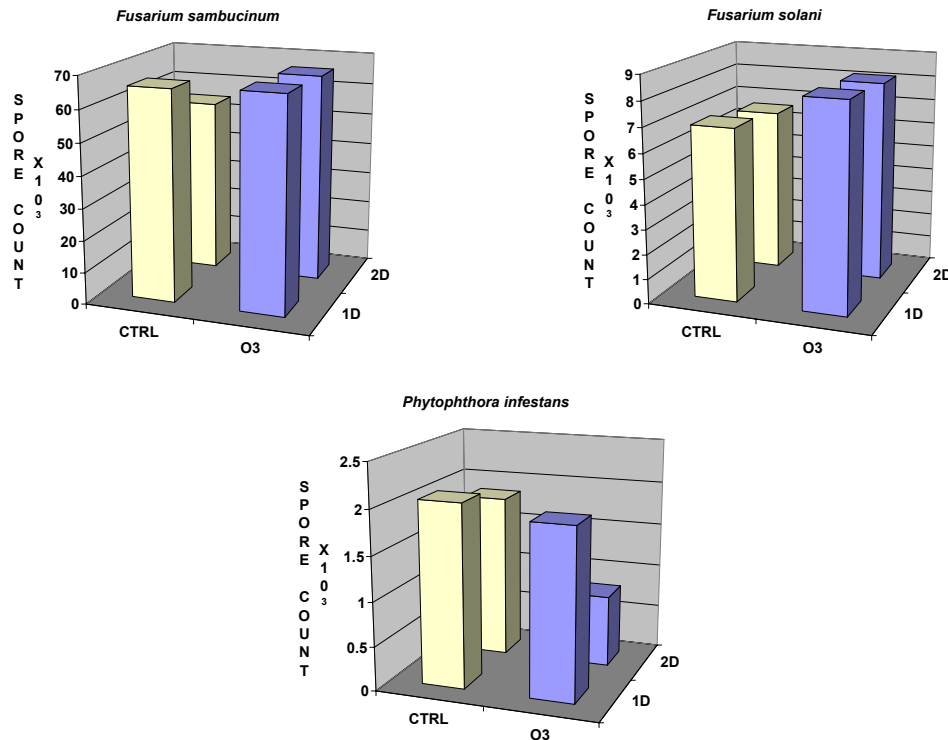 Fusarium sambucinum
SPORE COUNT
X10³
70
60
50
40
30
20
10
0
CTRL
O3
1D
2D
Fusarium solani
SPORE COUNT
X10³
9
8
7
6
5
4
3
2
1
0
CTRL
O3
1D
2D
Phytophthora infestans
SPORE COUNT
X10³
2.5
2
1.5
1
0.5
0
CTRL
O3
1D
2D